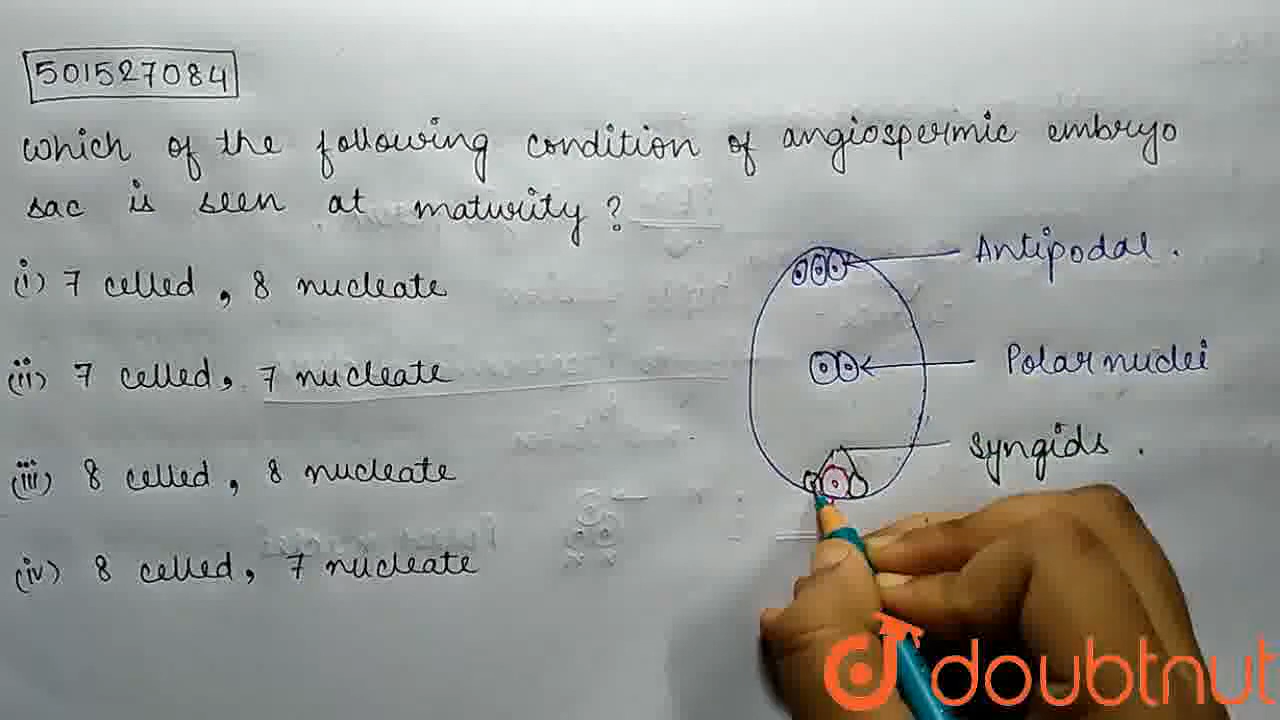 501527084
which of the following condition of angiospermic embryo
sac is seen at maturity ?
(i) 7 celled, 8 nucleate
(ii) 7 celled, 7 nucleate
(iii) 8 celled, 8 nucleate
(iv) 8 celled, 7 nucleate
Antipodal.
Polar nuclei
Syngids.
doubtnut